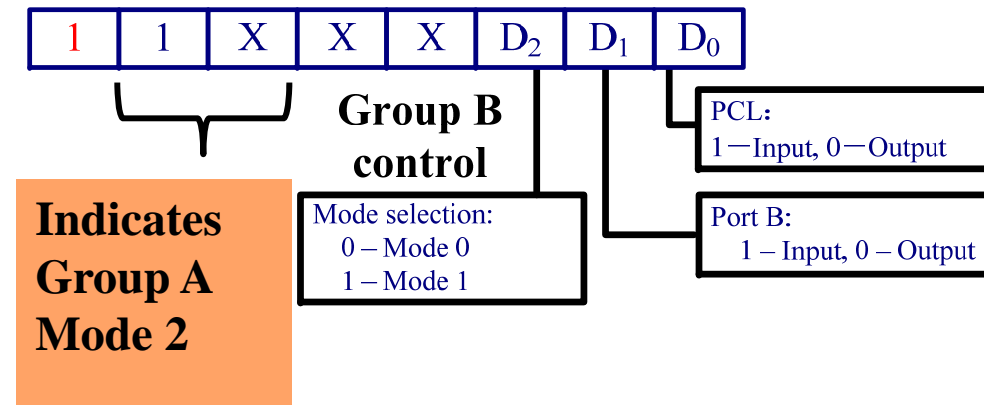 1 1 X X X D₂ D₁ D₀
Group B
control
PCL:
1—Input, 0—Output
Indicates
Group A
Mode 2
Mode selection:
0 – Mode 0
1 – Mode 1
Port B:
1 – Input, 0 – Output